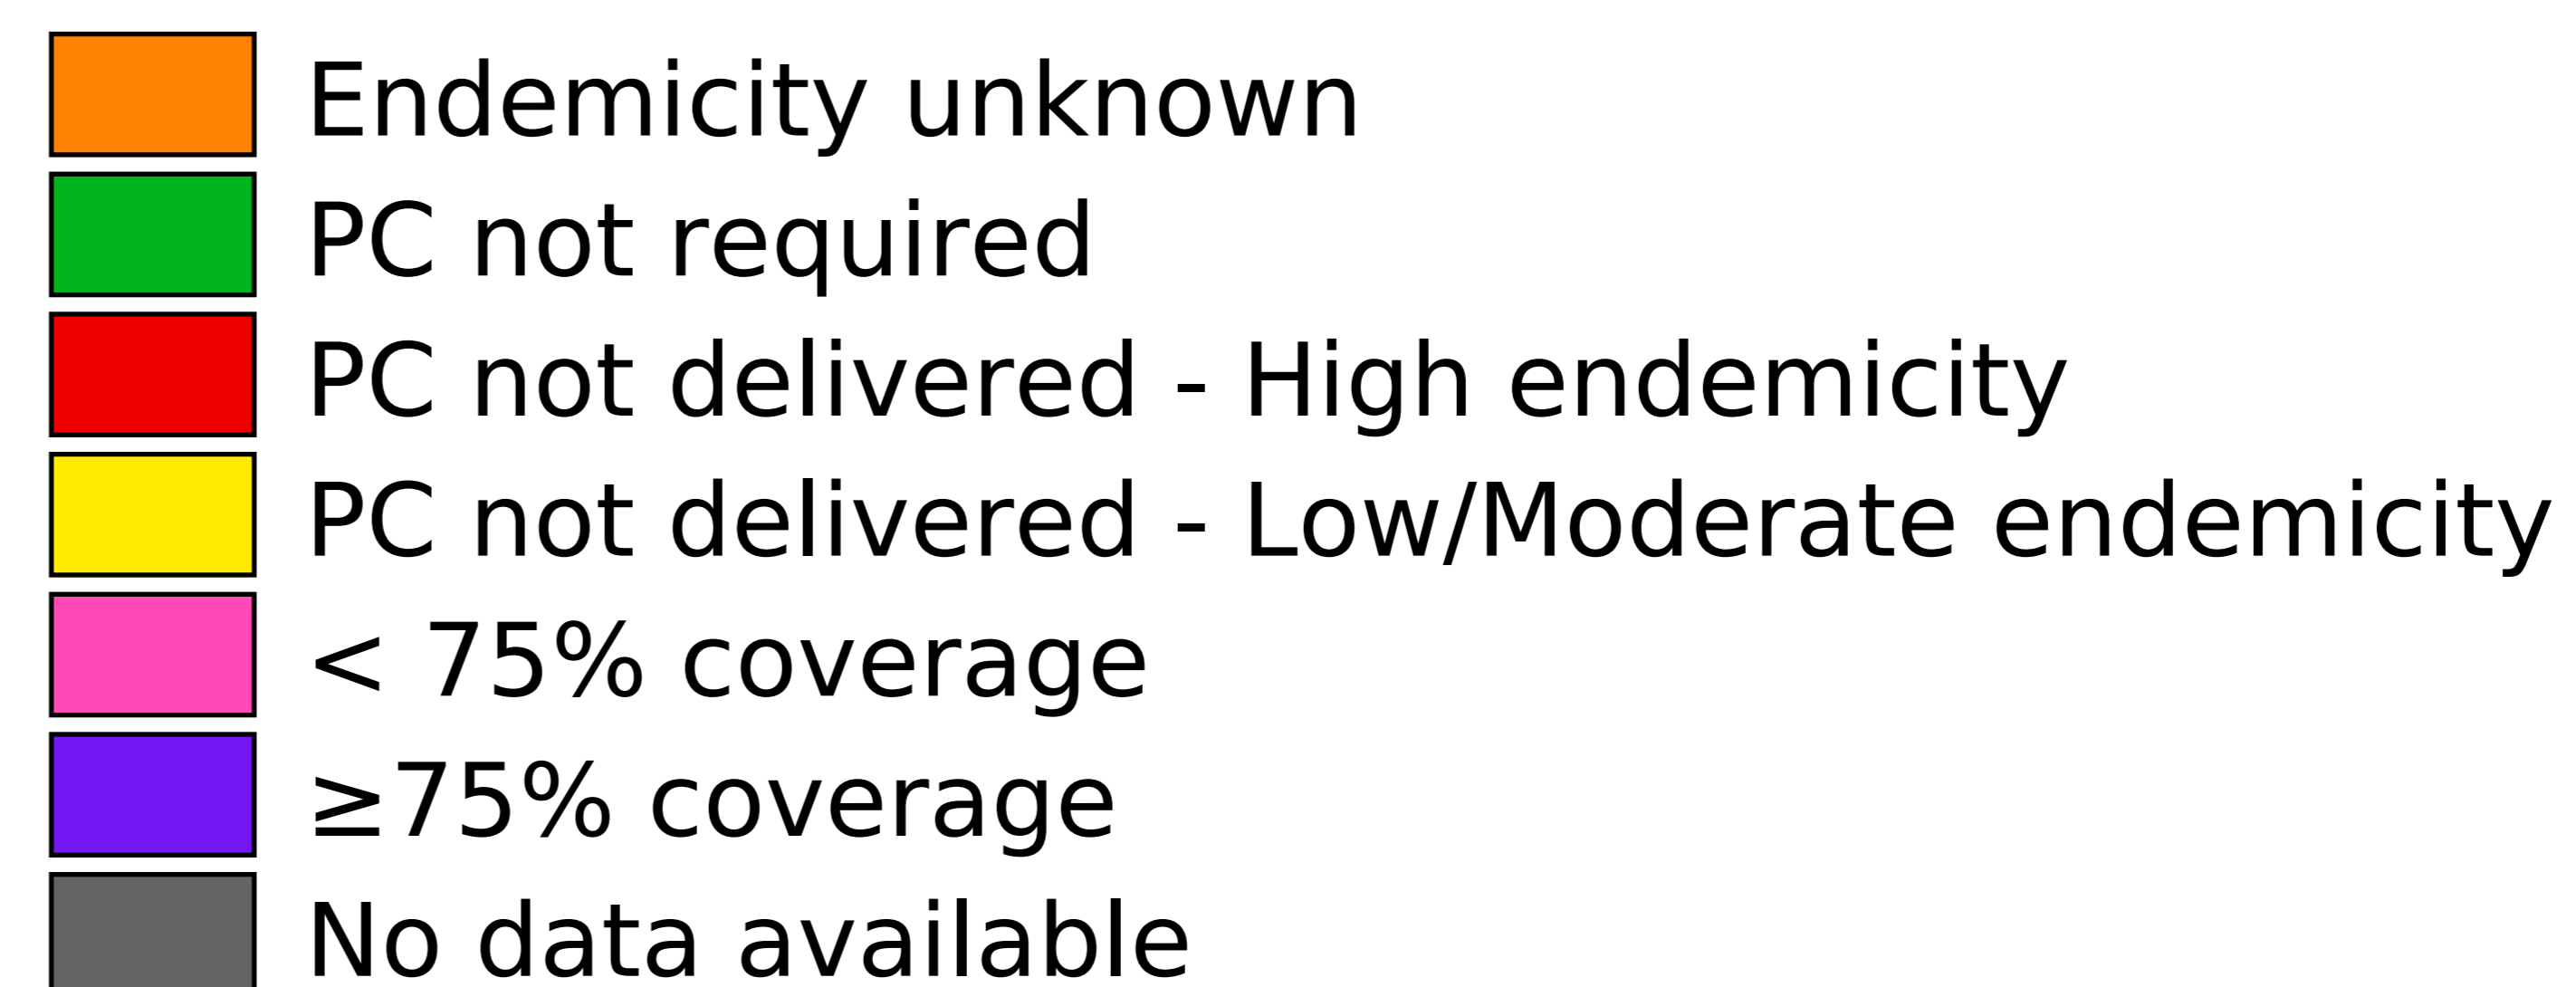 Endemicity unknown
PC not required
PC not delivered - High endemicity
PC not delivered - Low/Moderate endemicity
< 75% coverage
≥75% coverage
No data available